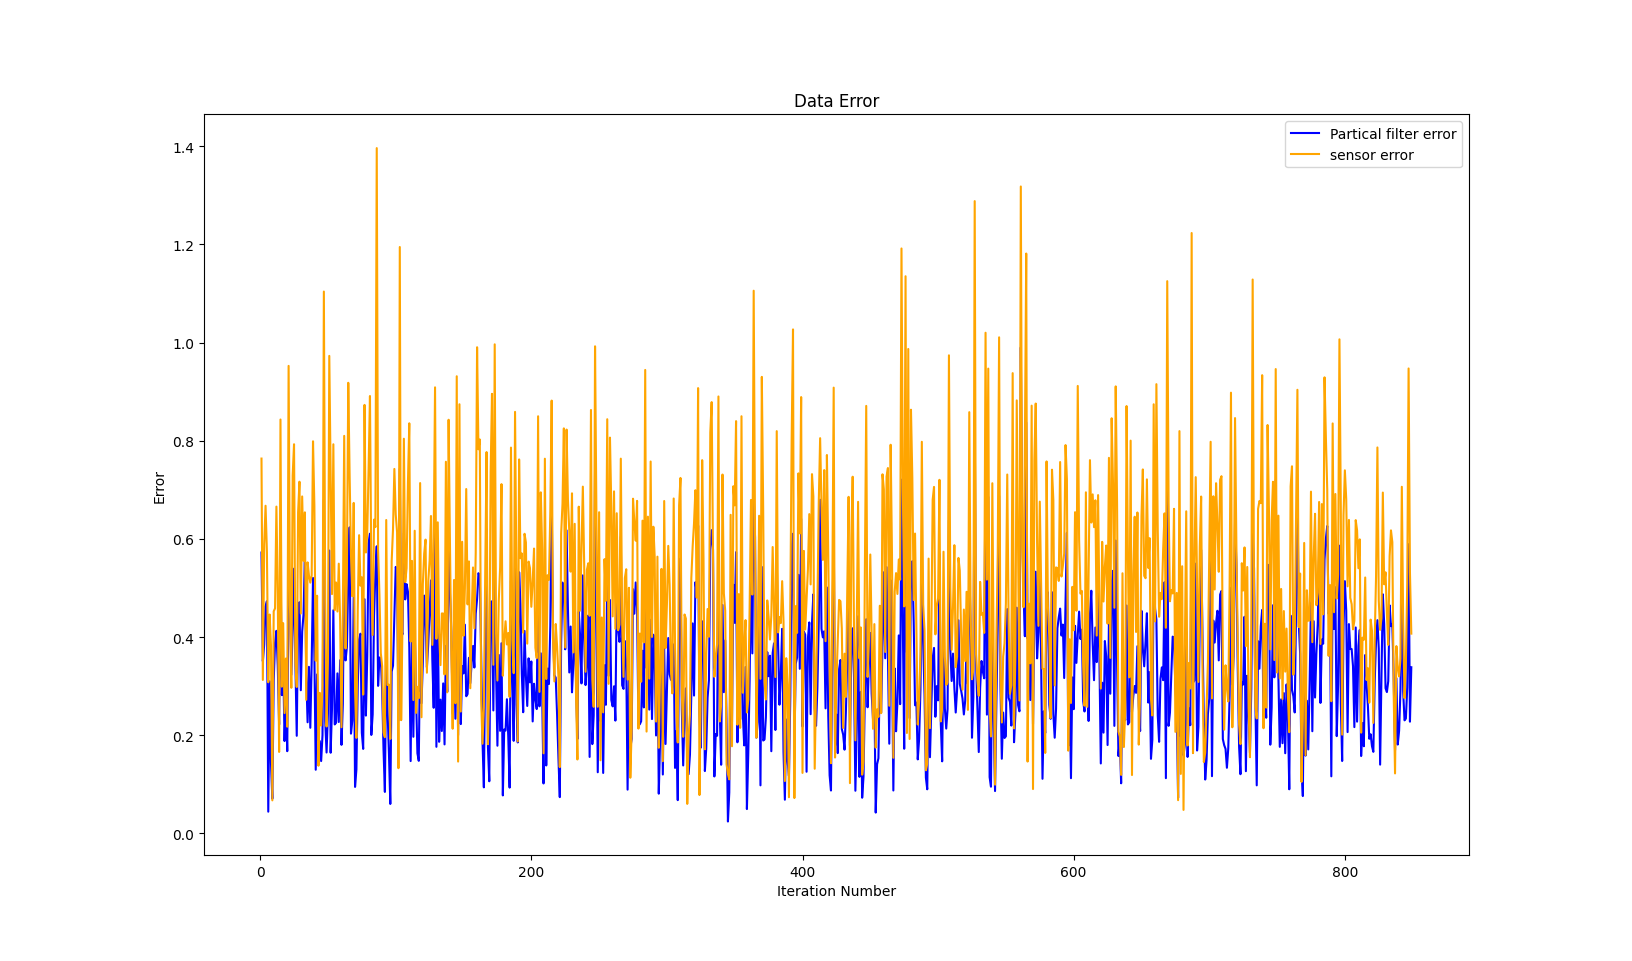 Data Error
Partical filter error
sensor error
1.4
1.2
1.0
0.8
0.6
0.4
0.2
0.0
Error
0
200
400
600
800
Iteration Number